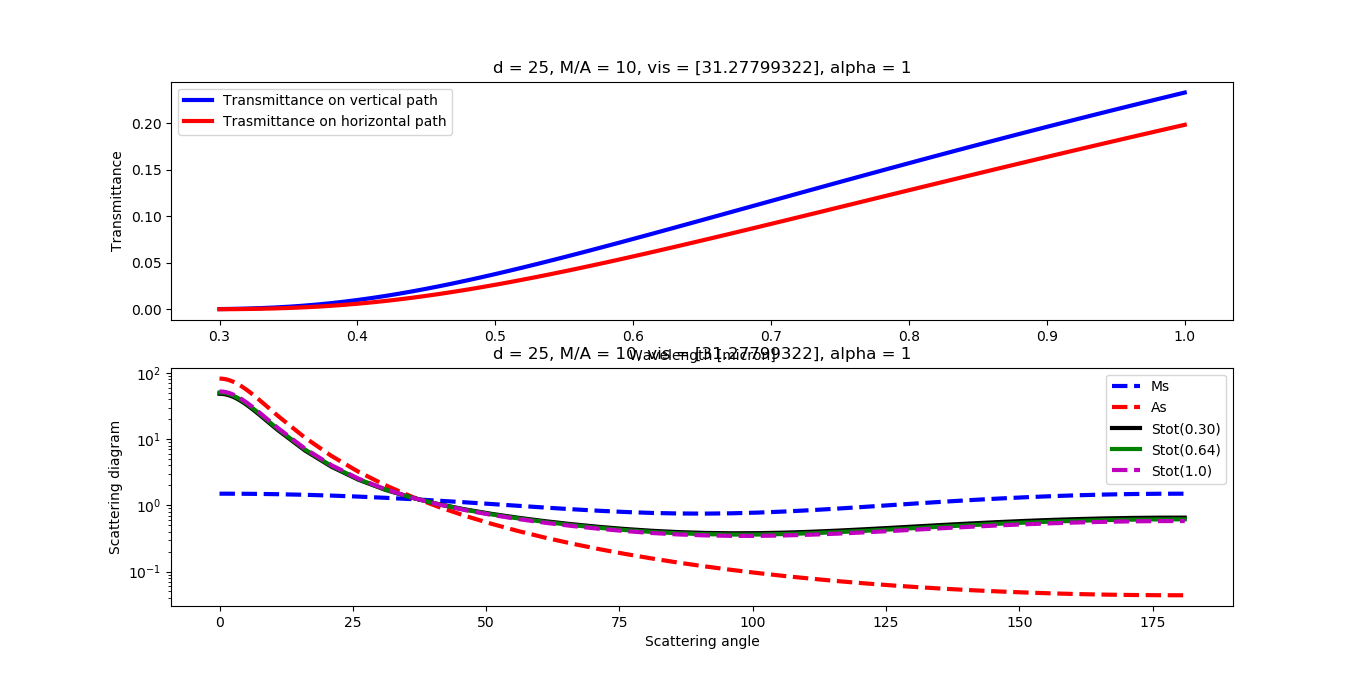 d = 25, M/A = 10, vis = [31.27799322], alpha = 1
Transmittance on vertical path
Trasmittance on horizontal path
Transmittance
0.20
0.15
0.10
0.05
0.00
0.3 0.4 0.5 0.6 0.7 0.8 0.9 1.0
Wavelength [micron]
d = 25, M/A = 10, vis = [31.27799322], alpha = 1
Ms
As
Stot(0.30)
Stot(0.64)
Stot(1.0)
Scattering diagram
10²
10¹
10⁰
10⁻¹
0 25 50 75 100 125 150 175
Scattering angle